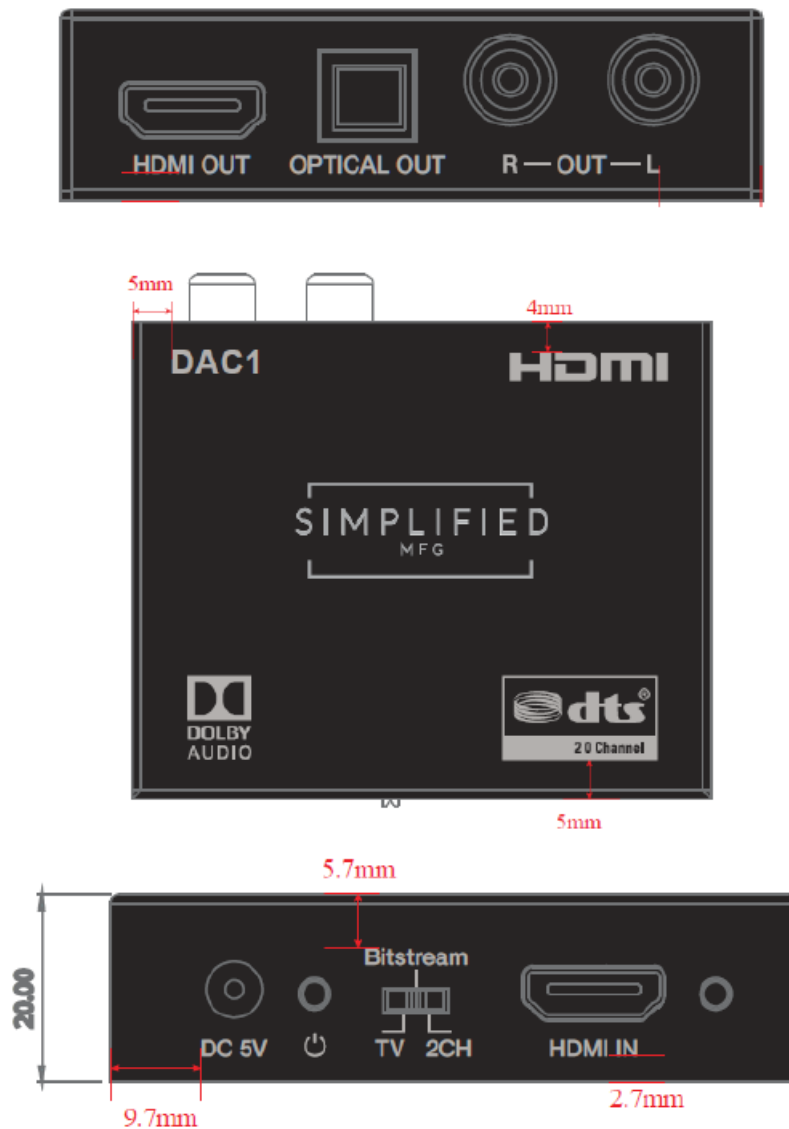 HDMI OUT OPTICAL OUT R — OUT — L
5mm
4mm
DAC1 HDMI
SIMPLIFIED
MFG
DOLBY
AUDIO
dts®
2.0 Channel
5mm
5.7mm
20.00
Bitstream
DC 5V TV 2CH HDMI IN
9.7mm
2.7mm